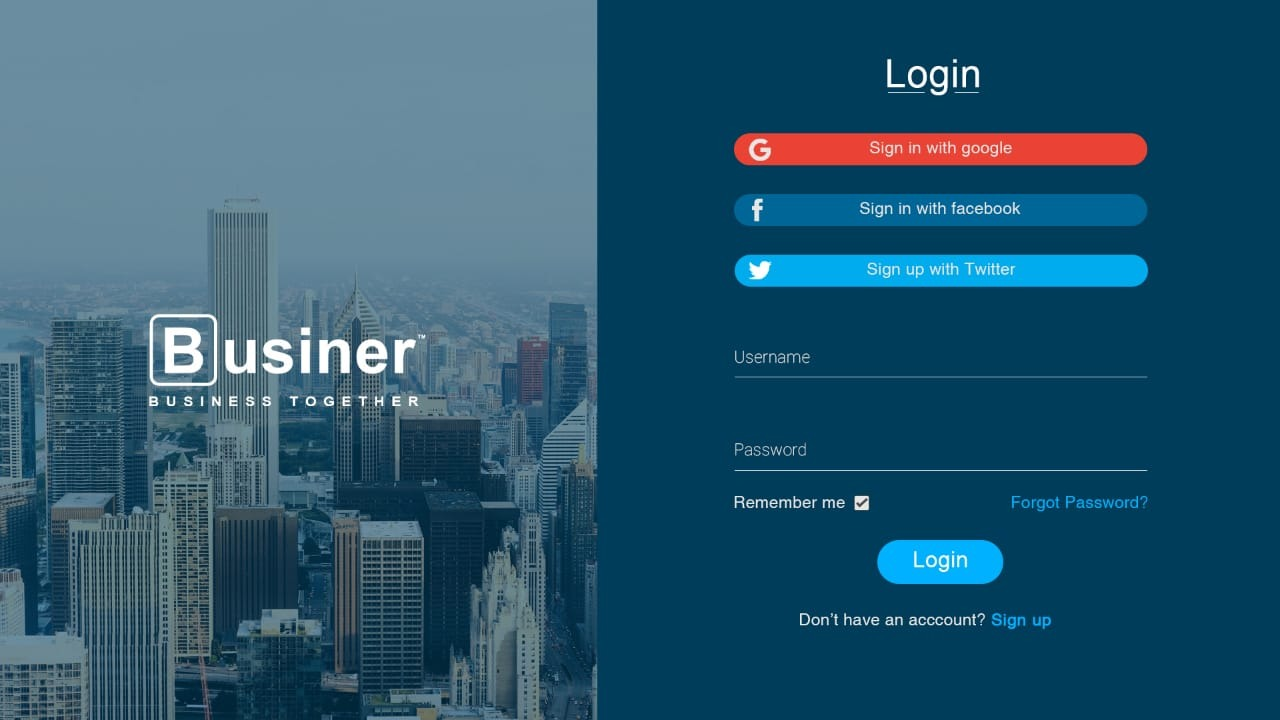 Businer™
BUSINESS TOGETHER
Login
Sign in with google
Sign in with facebook
Sign up with Twitter
Username
Password
Remember me
Forgot Password?
Login
Don't have an acccount? Sign up